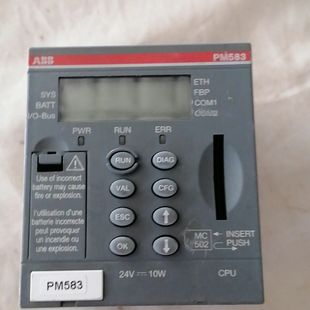 ABB
PM583
SYS
BATT
I/O-Bus
ETH
FBP
COM1
COM2
PWR
RUN
ERR
Use of incorrect
battery may cause
fire or explosion.
L'utilisation d'une
batterie incorrecte
peut provoquer
un incendie ou
une explosion.
RUN
DIAG
VAL
CFG
ESC
OK
MC
502
INSERT
PUSH
24V 10W
CPU
PM583